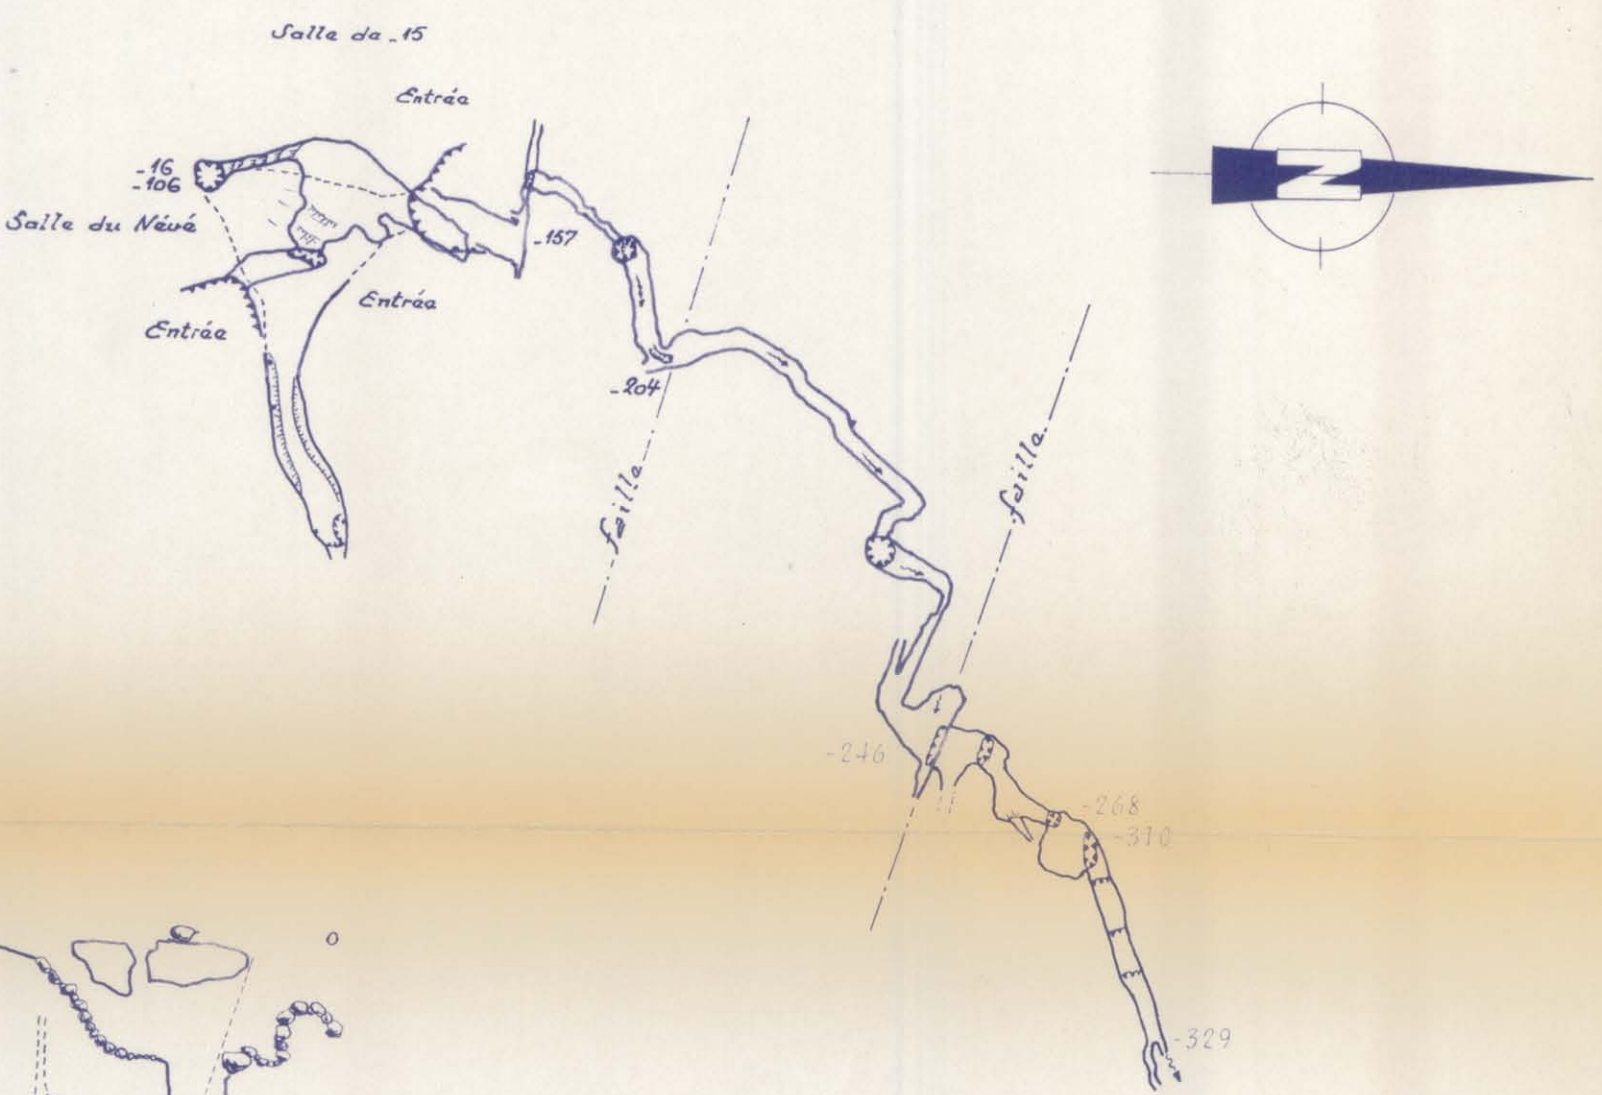 Salle de -15
Entrée
-16
-106
Salle du Névé
-157
Entrée
Entrée
-204
faille
faille
N
-246
-268
-310
-329
0